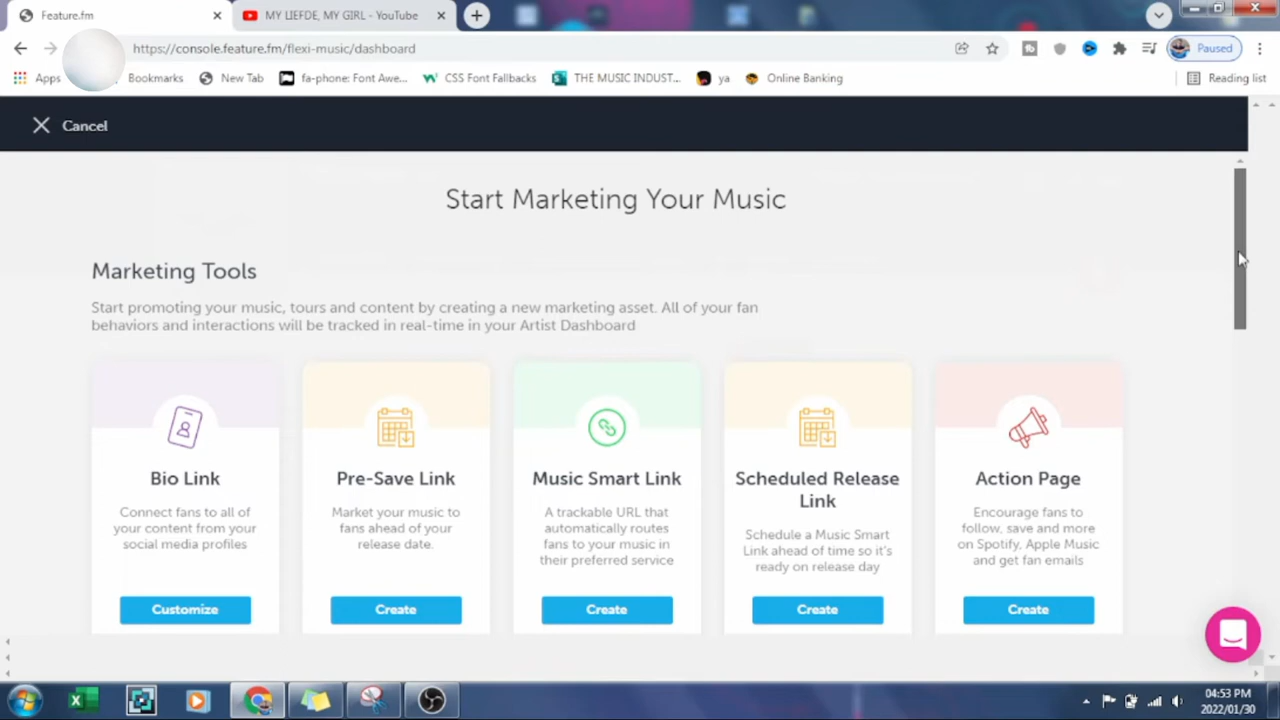 Feature.fm
MY LIEFDE, MY GIRL - YouTube
https://console.feature.fm/flexi-music/dashboard
Paused
Apps
Bookmarks
New Tab
fa-phone: Font Awe...
CSS Font Fallbacks
THE MUSIC INDUST...
ya
Online Banking
Reading list
Cancel
Start Marketing Your Music
Marketing Tools
Start promoting your music, tours and content by creating a new marketing asset. All of your fan
behaviors and interactions will be tracked in real-time in your Artist Dashboard
Bio Link
Connect fans to all of
your content from your
social media profiles
Customize
Pre-Save Link
Market your music to
fans ahead of your
release date.
Create
Music Smart Link
A trackable URL that
automatically routes
fans to your music in
their preferred service
Create
Scheduled Release
Link
Schedule a Music Smart
Link ahead of time so it's
ready on release day
Create
Action Page
Encourage fans to
follow, save and more
on Spotify, Apple Music
and get fan emails
Create
04:53 PM
2022/01/30